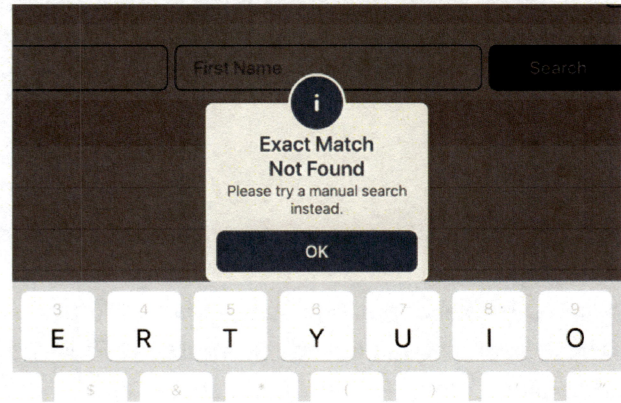 First Name
Search
i
Exact Match
Not Found
Please try a manual search
instead.
OK
3 4 5 6 7 8 9
E R T Y U I O
$ & * ( ) ' "